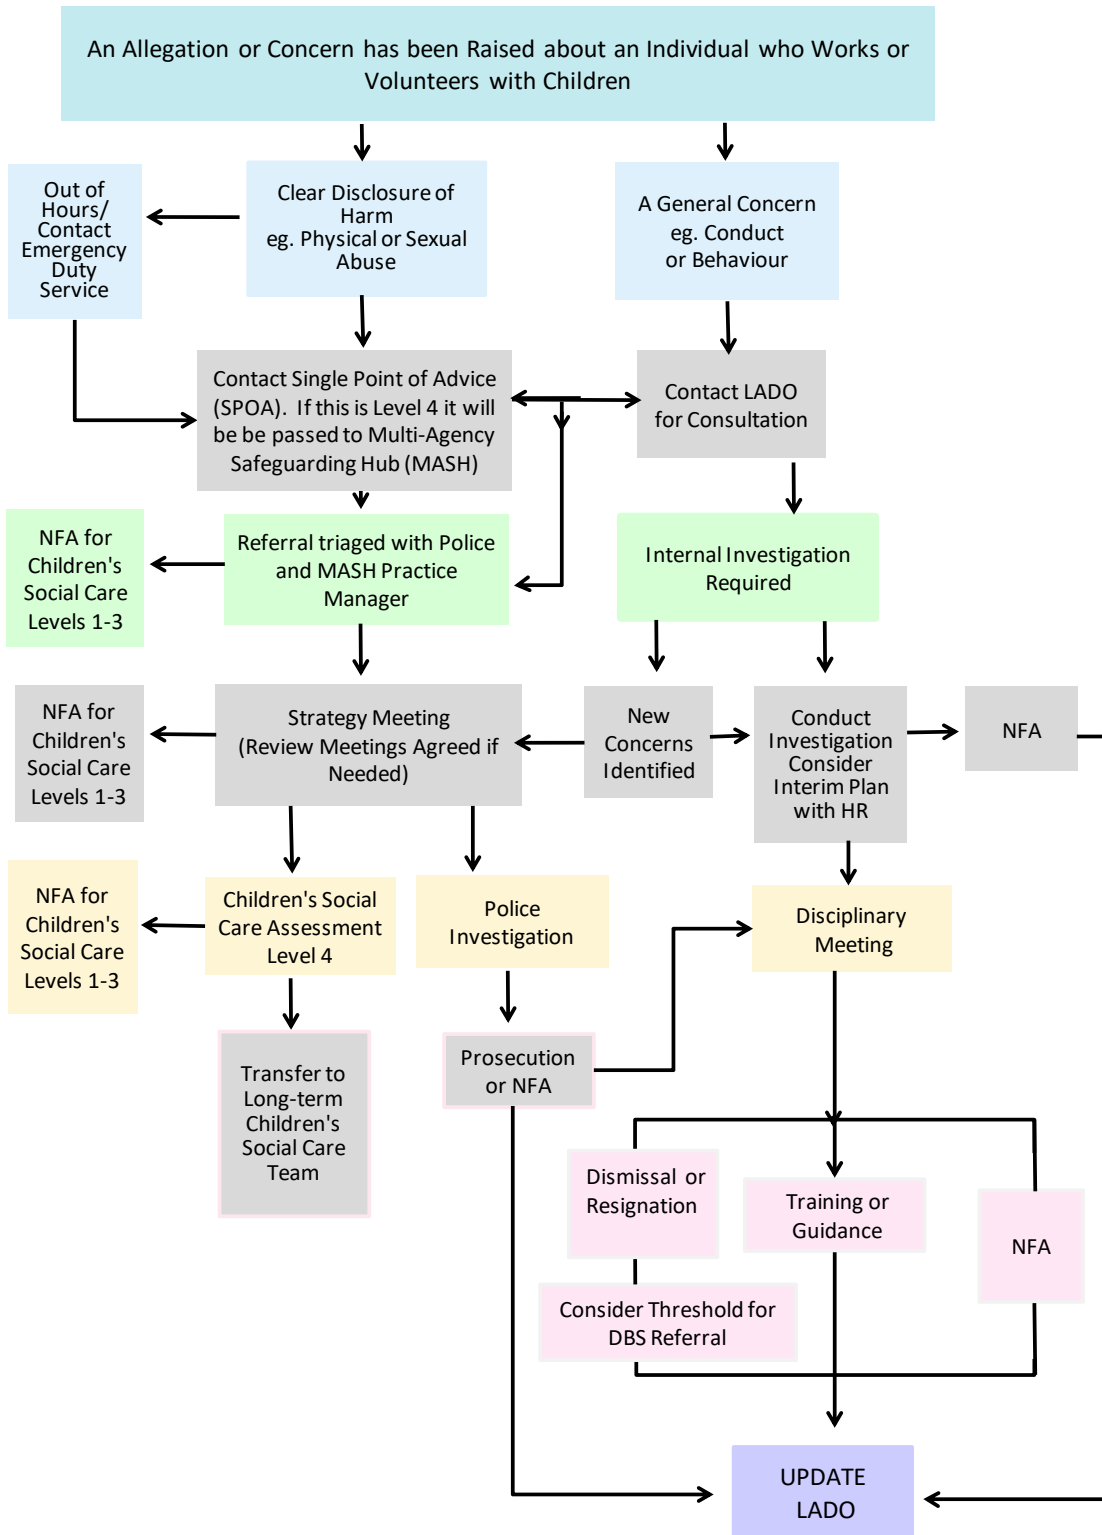 An Allegation or Concern has been Raised about an Individual who Works or
Volunteers with Children
Out of
Hours/
Contact
Emergency
Duty
Service
Clear Disclosure of
Harm
eg. Physical or Sexual
Abuse
A General Concern
eg. Conduct
or Behaviour
Contact Single Point of Advice
(SPOA). If this is Level 4 it will
be be passed to Multi-Agency
Safeguarding Hub (MASH)
Contact LADO
for Consultation
NFA for
Children's
Social Care
Levels 1-3
Referral triaged with Police
and MASH Practice
Manager
Internal Investigation
Required
NFA for
Children's
Social Care
Levels 1-3
Strategy Meeting
(Review Meetings Agreed if
Needed)
New
Concerns
Identified
Conduct
Investigation
Consider
Interim Plan
with HR
NFA
NFA for
Children's
Social Care
Levels 1-3
Children's Social
Care Assessment
Level 4
Police
Investigation
Disciplinary
Meeting
Transfer to
Long-term
Children's
Social Care
Team
Prosecution
or NFA
Dismissal or
Resignation
Training or
Guidance
NFA
Consider Threshold for
DBS Referral
UPDATE
LADO